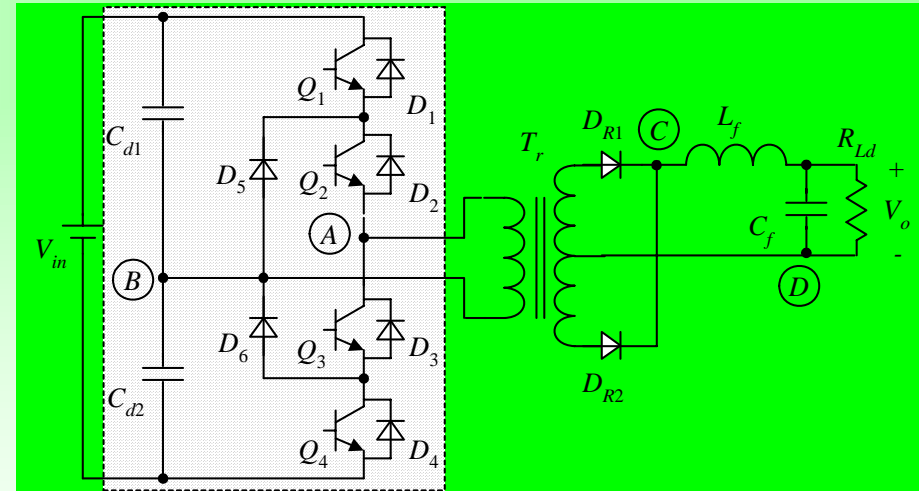 Q1
D1
Cd1
D5
Q2
D2
Vin
B
A
D6
Q3
D3
Cd2
Q4
D4
Tr
DR1
C
Lf
RLd
+
Cf
Vo
-
D
DR2